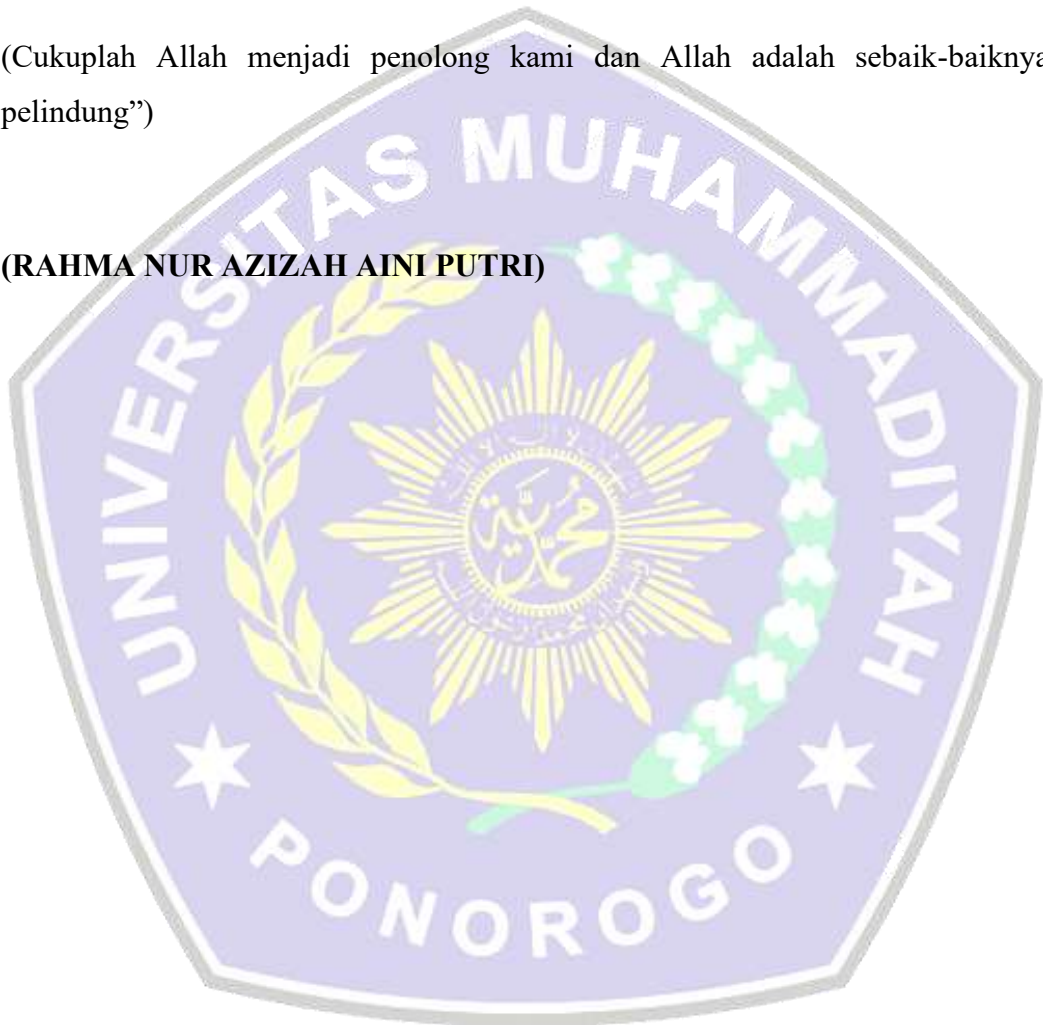 (Cukuplah Allah menjadi penolong kami dan Allah adalah sebaik-baiknya
pelindung”)
(RAHMA NUR AZIZAH AINI PUTRI)
UNIVERSITAS MUHAMMADIYAH
محمدية
PONOROGO